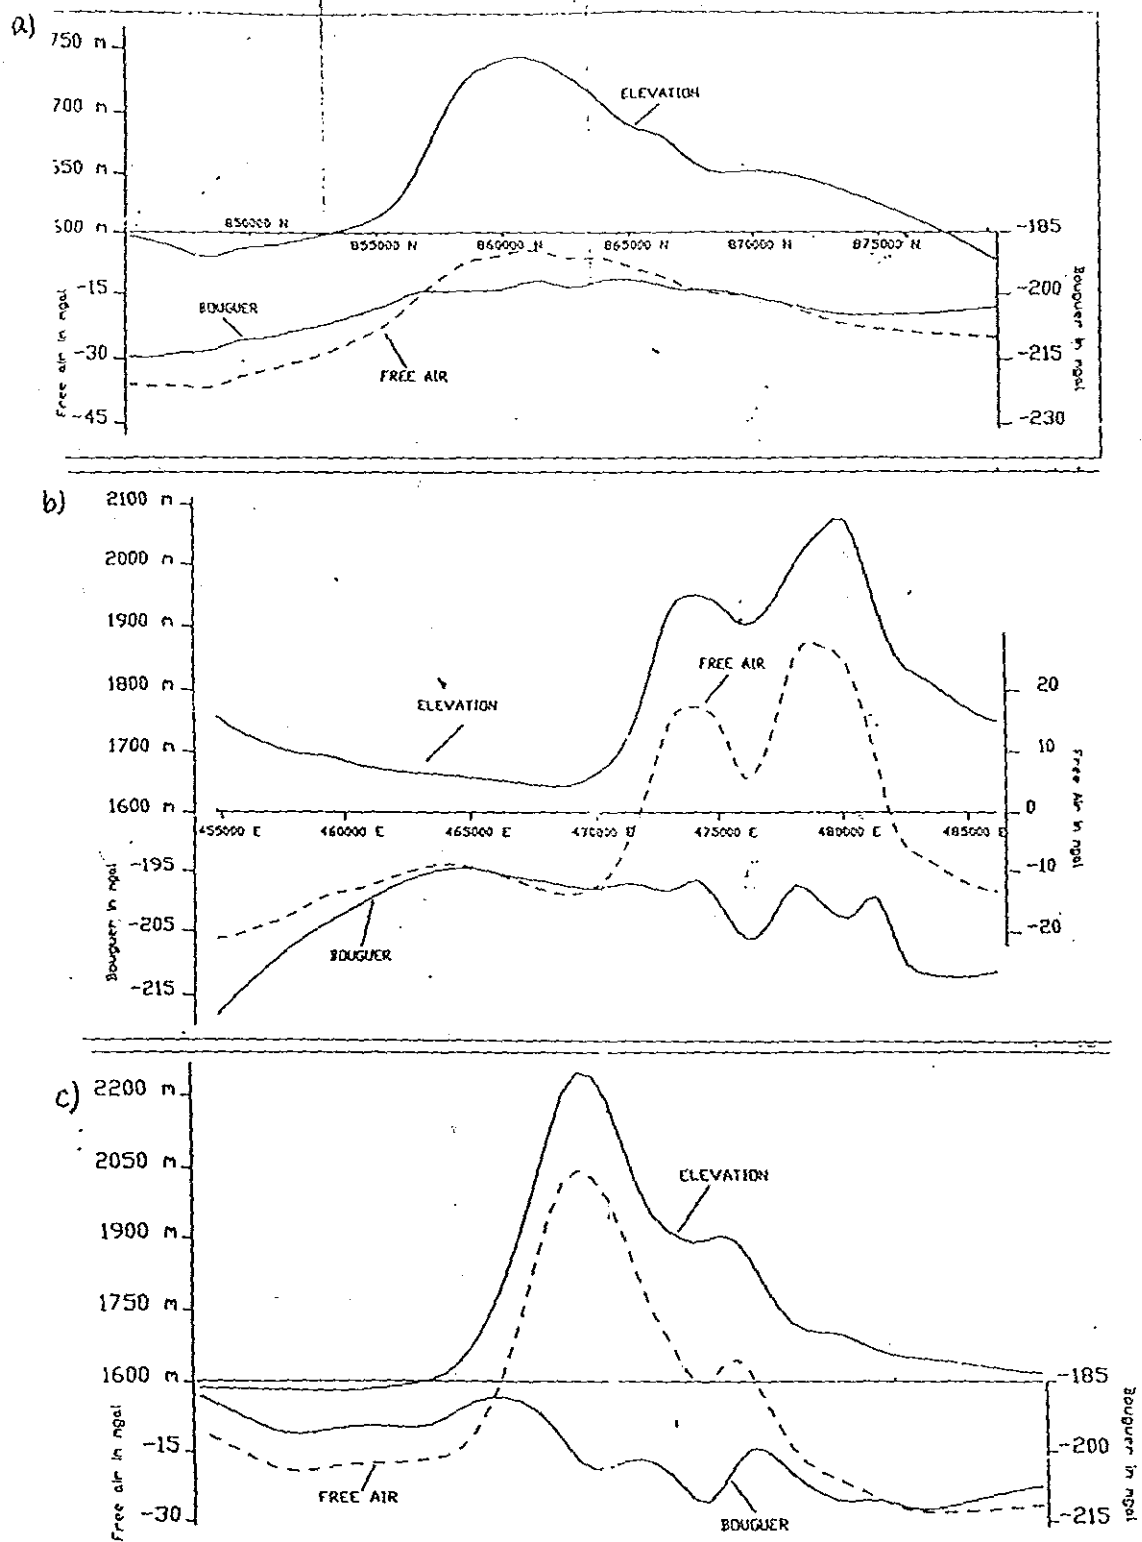 a)
750 m
700 m
ELEVATION
550 m
850000 N
500 m
-185
855000 N
860000 N
865000 N
870000 N
875000 N
-15
-200
BOUGUER
Free air in mgal
Bouguer in mgal
-30
-215
FREE AIR
-45
-230
b)
2100 m
2000 m
1900 m
FREE AIR
1800 m
20
ELEVATION
1700 m
10
Free Air in mgal
1600 m
0
455000 E
460000 E
465000 E
470000 E
475000 E
480000 E
485000 E
-195
-10
Bouguer in mgal
-205
-20
BOUGUER
-215
c)
2200 m
2050 m
ELEVATION
1900 m
1750 m
1600 m
-185
Free air in mgal
Bouguer in mgal
-15
-200
FREE AIR
-30
BOUGUER
-215